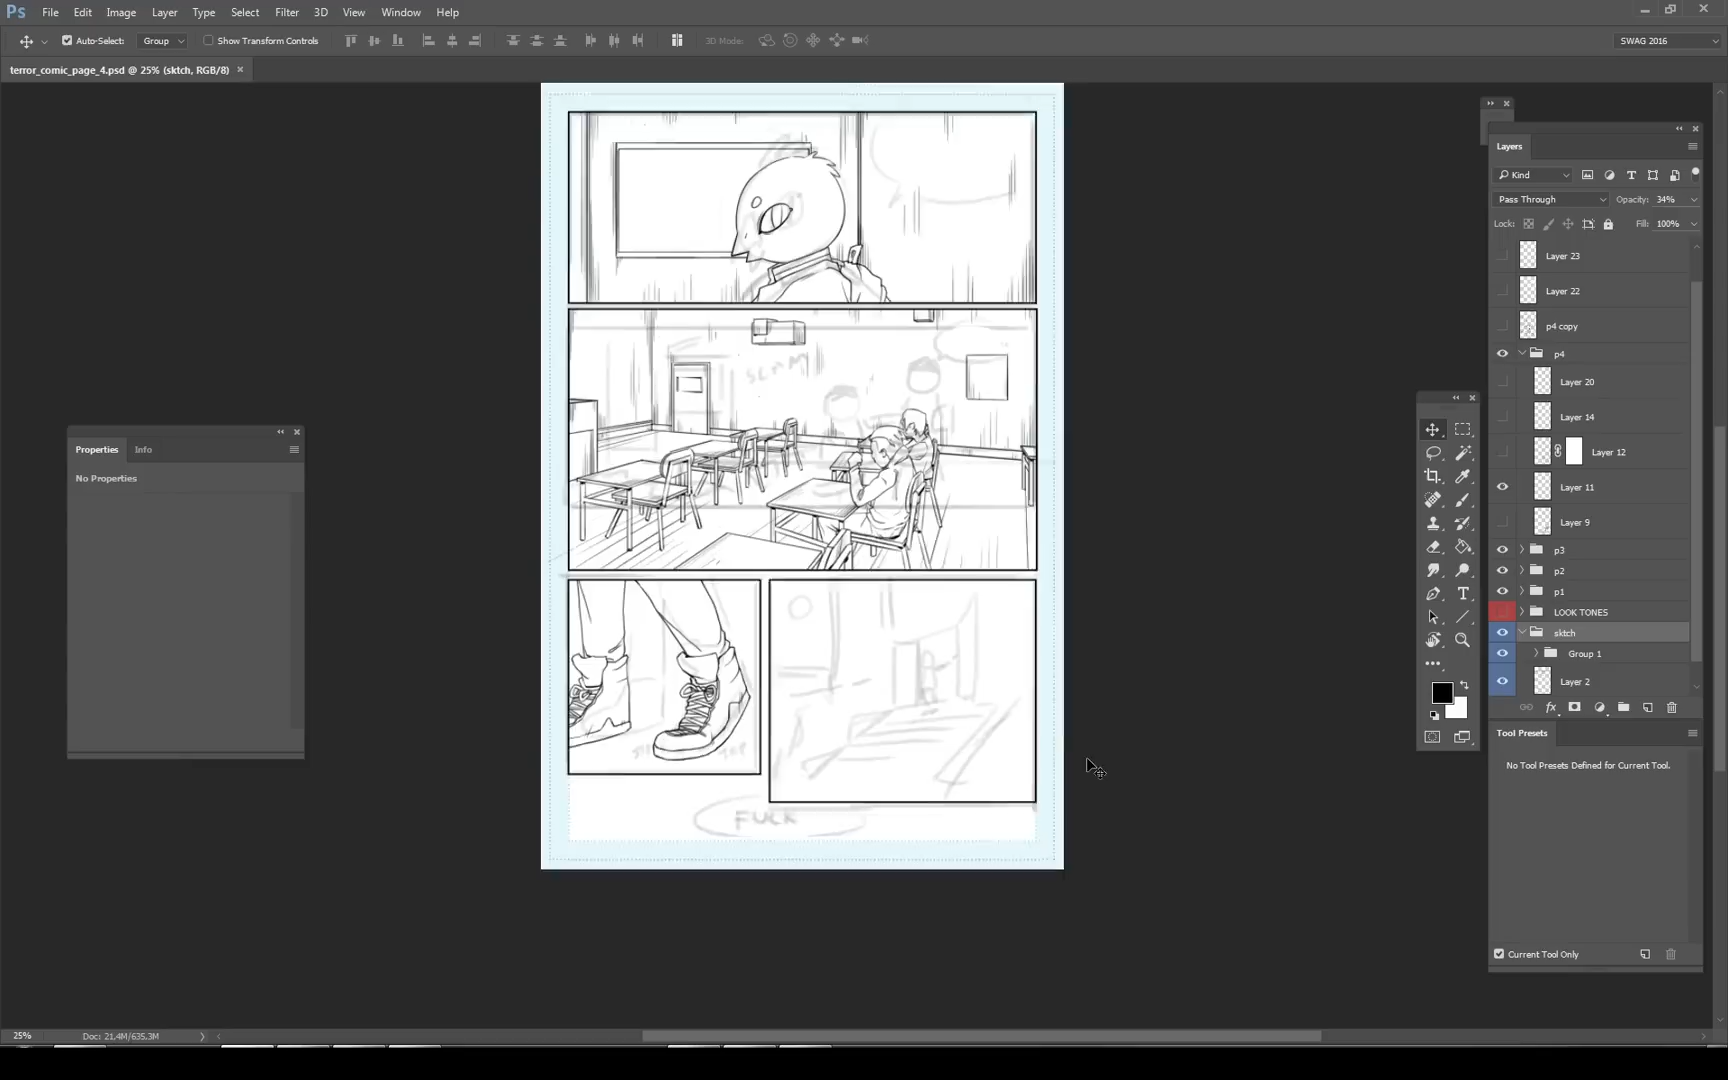 Ps File Edit Image Layer Type Select Filter 3D View Window Help
Auto-Select: Group Show Transform Controls 3D Mode: SWAG 2016
terror_comic_page_4.psd @ 25% (sktch, RGB/8)
Layers
Kind
Pass Through Opacity: 34%
Lock: Fill: 100%
Layer 23
Layer 22
p4 copy
p4
Layer 20
Layer 14
Layer 12
Layer 11
Layer 9
p3
p2
p1
LOOK TONES
sktch
Group 1
Layer 2
fx
Tool Presets
No Tool Presets Defined for Current Tool.
Current Tool Only
Properties Info
No Properties
FUCK
25% Doc: 21,4M/635,3M